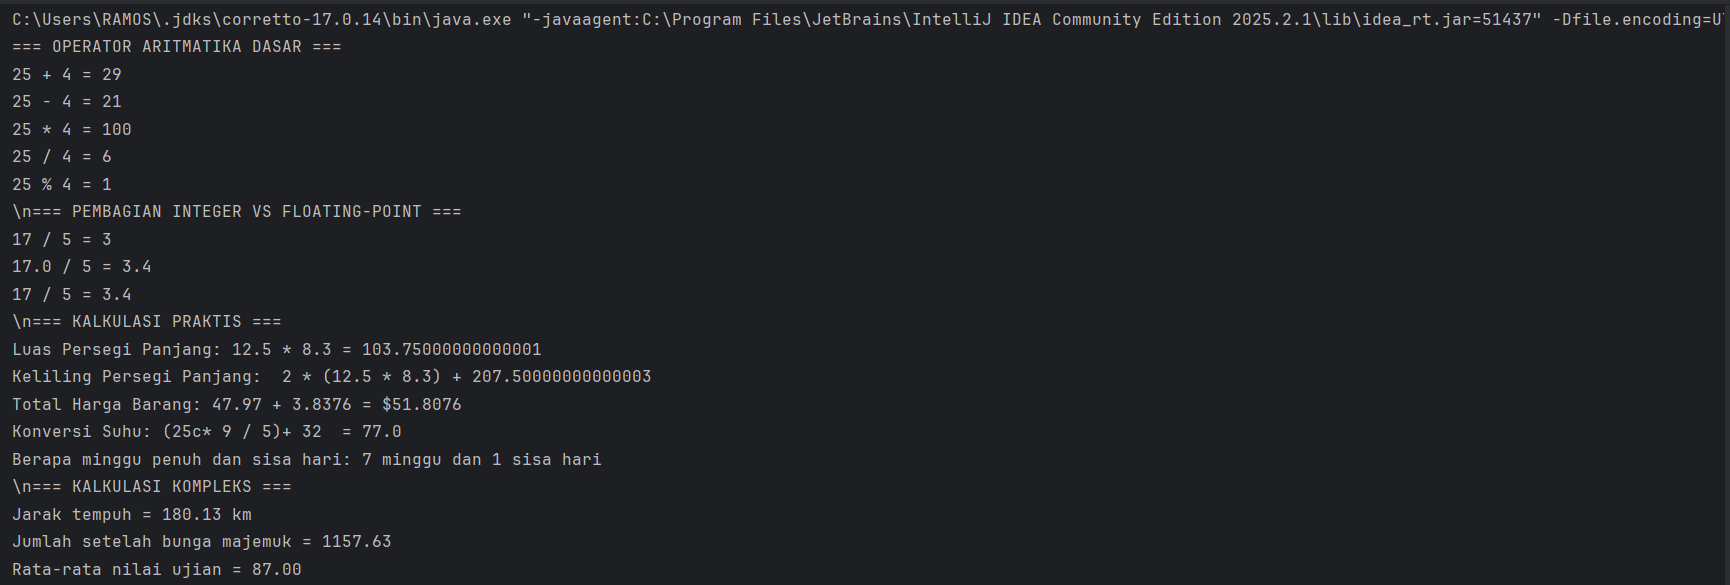 C:\Users\RAMOS\.jdks\corretto-17.0.14\bin\java.exe "-javaagent:C:\Program Files\JetBrains\IntelliJ IDEA Community Edition 2025.2.1\lib\idea_rt.jar=51437" -Dfile.encoding=U
=== OPERATOR ARITMATIKA DASAR ===
25 + 4 = 29
25 - 4 = 21
25 * 4 = 100
25 / 4 = 6
25 % 4 = 1
\n=== PEMBAGIAN INTEGER VS FLOATING-POINT ===
17 / 5 = 3
17.0 / 5 = 3.4
17 / 5 = 3.4
\n=== KALKULASI PRAKTIS ===
Luas Persegi Panjang: 12.5 * 8.3 = 103.75000000000001
Keliling Persegi Panjang:  2 * (12.5 * 8.3) + 207.50000000000003
Total Harga Barang: 47.97 + 3.8376 = $51.8076
Konversi Suhu: (25c* 9 / 5)+ 32  = 77.0
Berapa minggu penuh dan sisa hari: 7 minggu dan 1 sisa hari
\n=== KALKULASI KOMPLEKS ===
Jarak tempuh = 180.13 km
Jumlah setelah bunga majemuk = 1157.63
Rata-rata nilai ujian = 87.00